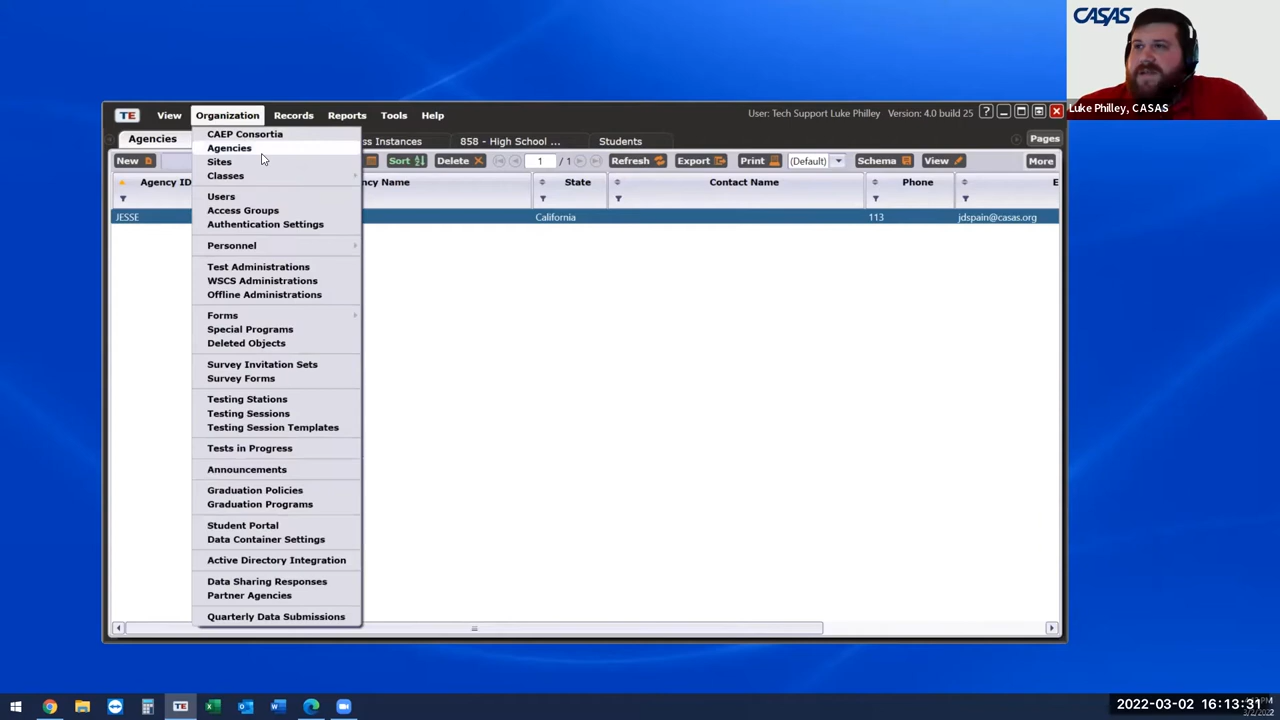 CASAS
Luke Philley, CASAS
TE View Organization Records Reports Tools Help User: Tech Support Luke Philley Version: 4.0 build 25 ?
Agencies ss Instances 858 - High School ... Students Pages
New Sort Delete 1 / 1 Refresh Export Print (Default) Schema View More
Agency ID ncy Name State Contact Name Phone E
JESSE California 113 jdspain@casas.org
CAEP Consortia
Agencies
Sites
Classes
Users
Access Groups
Authentication Settings
Personnel
Test Administrations
WSCS Administrations
Offline Administrations
Forms
Special Programs
Deleted Objects
Survey Invitation Sets
Survey Forms
Testing Stations
Testing Sessions
Testing Session Templates
Tests in Progress
Announcements
Graduation Policies
Graduation Programs
Student Portal
Data Container Settings
Active Directory Integration
Data Sharing Responses
Partner Agencies
Quarterly Data Submissions
TE
2022-03-02 16:13:31